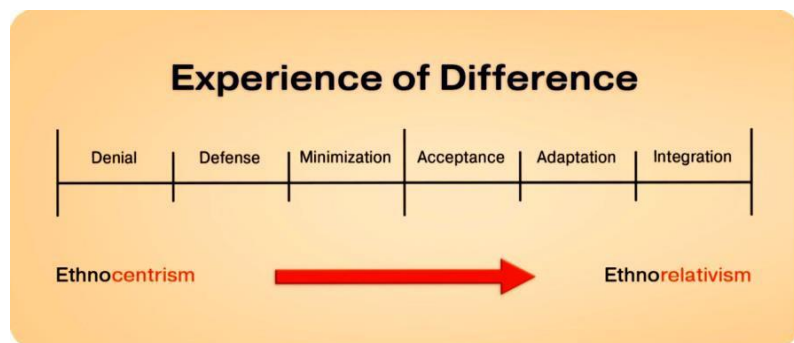 Experience of Difference
Denial Defense Minimization Acceptance Adaptation Integration
Ethnocentrism Ethnorelativism